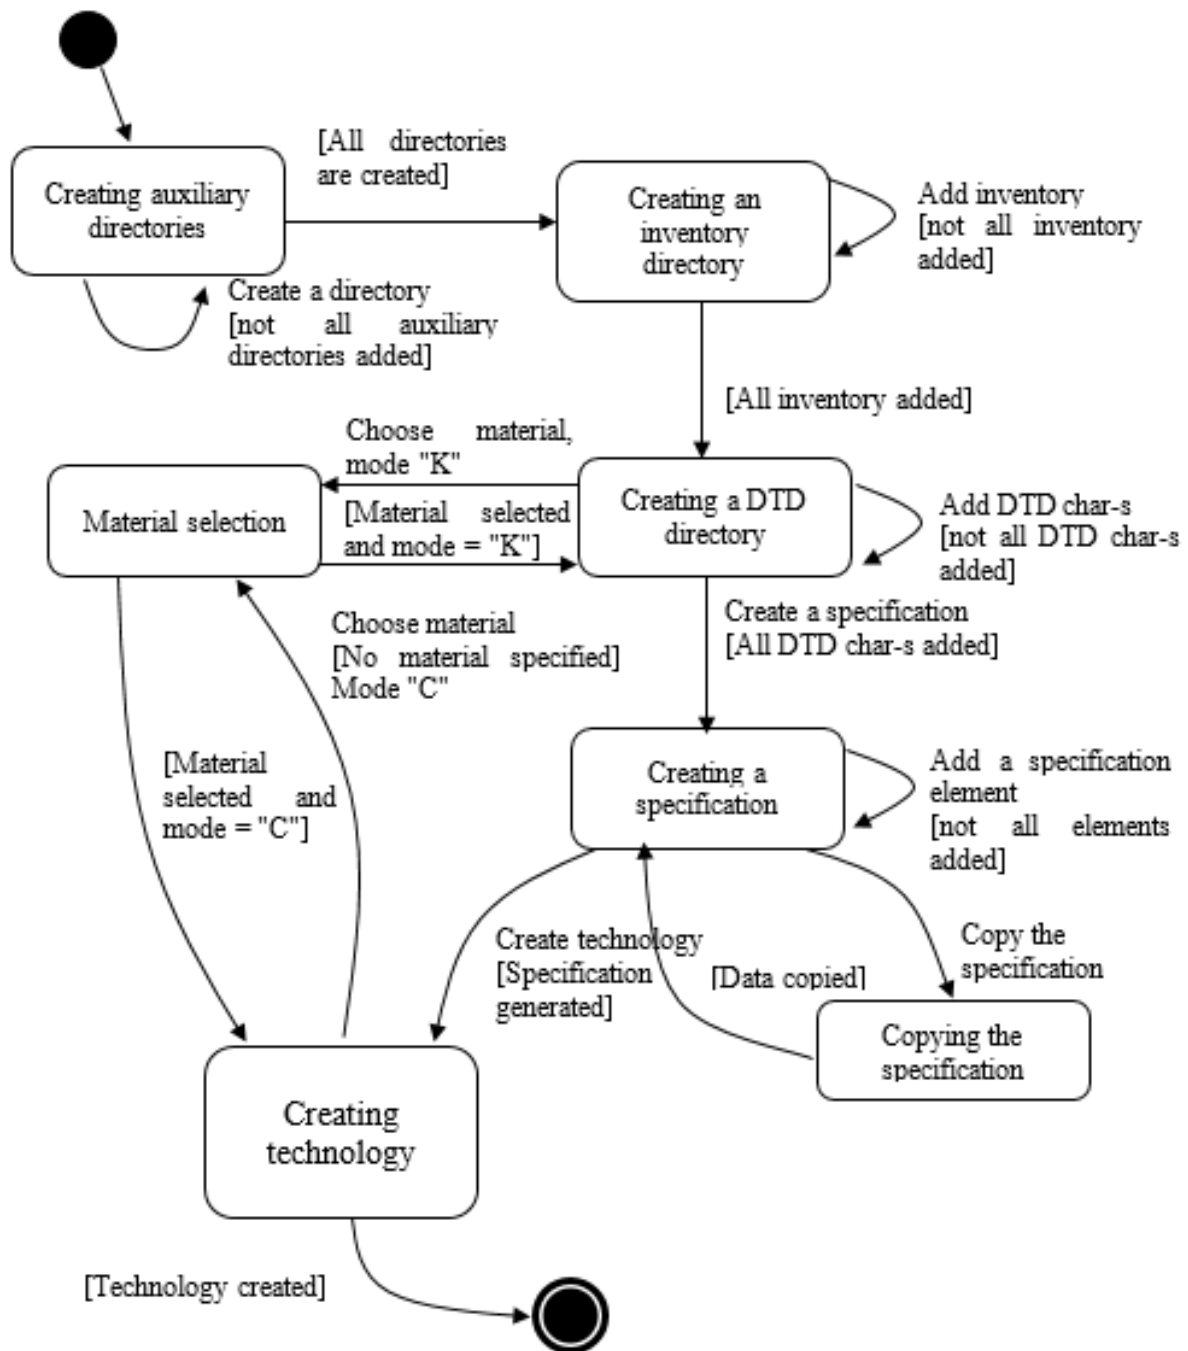 [All directories
are created]
Creating auxiliary
directories
Creating an
inventory
directory
Add inventory
[not all inventory
added]
Create a directory
[not all auxiliary
directories added]
[All inventory added]
Choose material,
mode "K"
Material selection
[Material selected
and mode = "K"]
Creating a DTD
directory
Add DTD char-s
[not all DTD char-s
added]
Choose material
[No material specified]
Mode "C"
Create a specification
[All DTD char-s added]
[Material
selected and
mode = "C"]
Creating a
specification
Add a specification
element
[not all elements
added]
Create technology
[Specification
generated]
[Data copied]
Copy the
specification
Copying the
specification
Creating
technology
[Technology created]